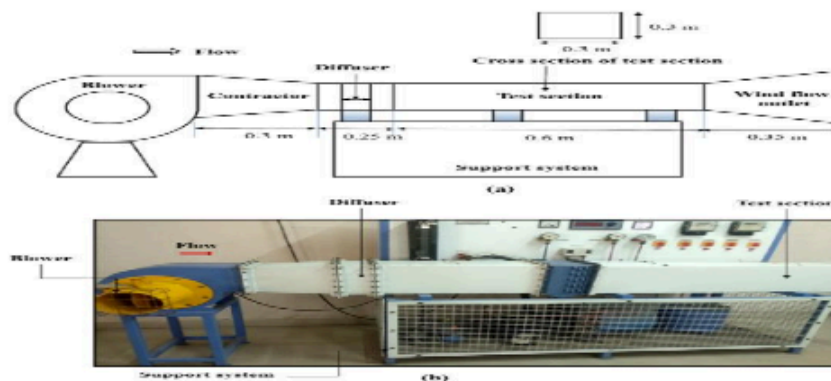 0.3 m
0.3 m
Flow
Cross section of test section
Diffuser
Blower
Contractor
Test section
Wind flow
outlet
0.3 m
0.25 m
0.6 m
0.35 m
Support system
(a)
Diffuser
Test section
Flow
Blower
Support system
(b)